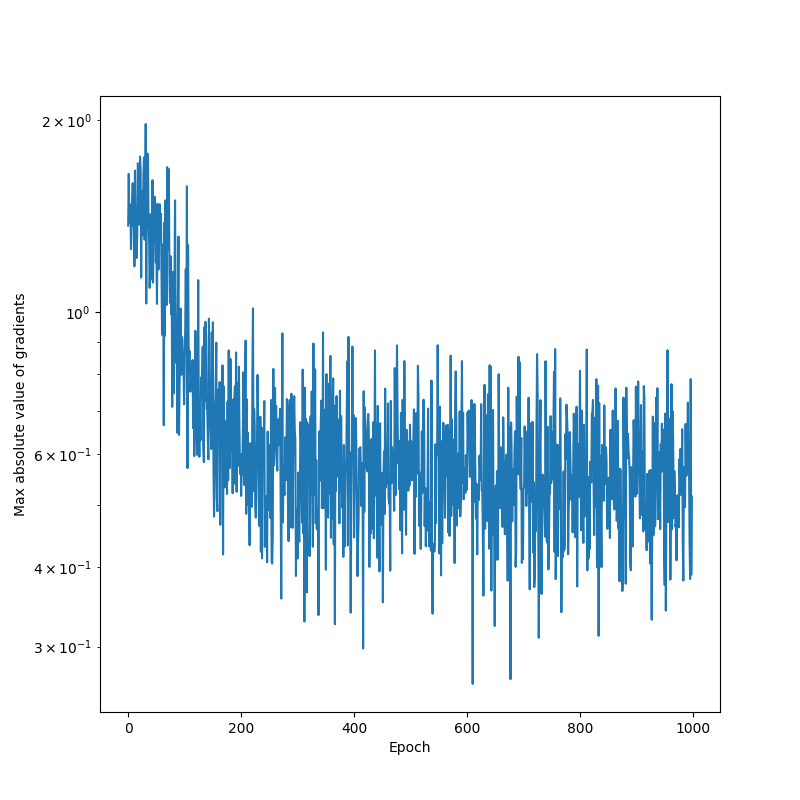 Max absolute value of gradients
2 × 10⁰
10⁰
6 × 10⁻¹
4 × 10⁻¹
3 × 10⁻¹
0 200 400 600 800 1000
Epoch